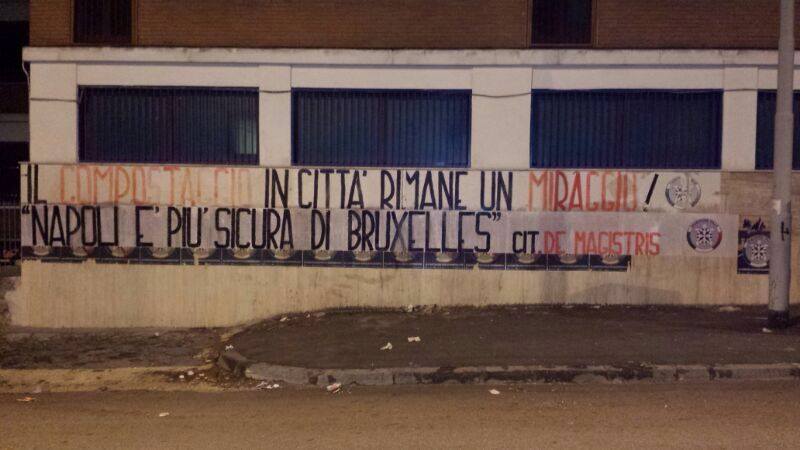 IL COMPOSTAGGIO IN CITTA' RIMANE UN MIRAGGIO!
"NAPOLI E' PIU' SICURA DI BRUXELLES" CIT. DE MAGISTRIS